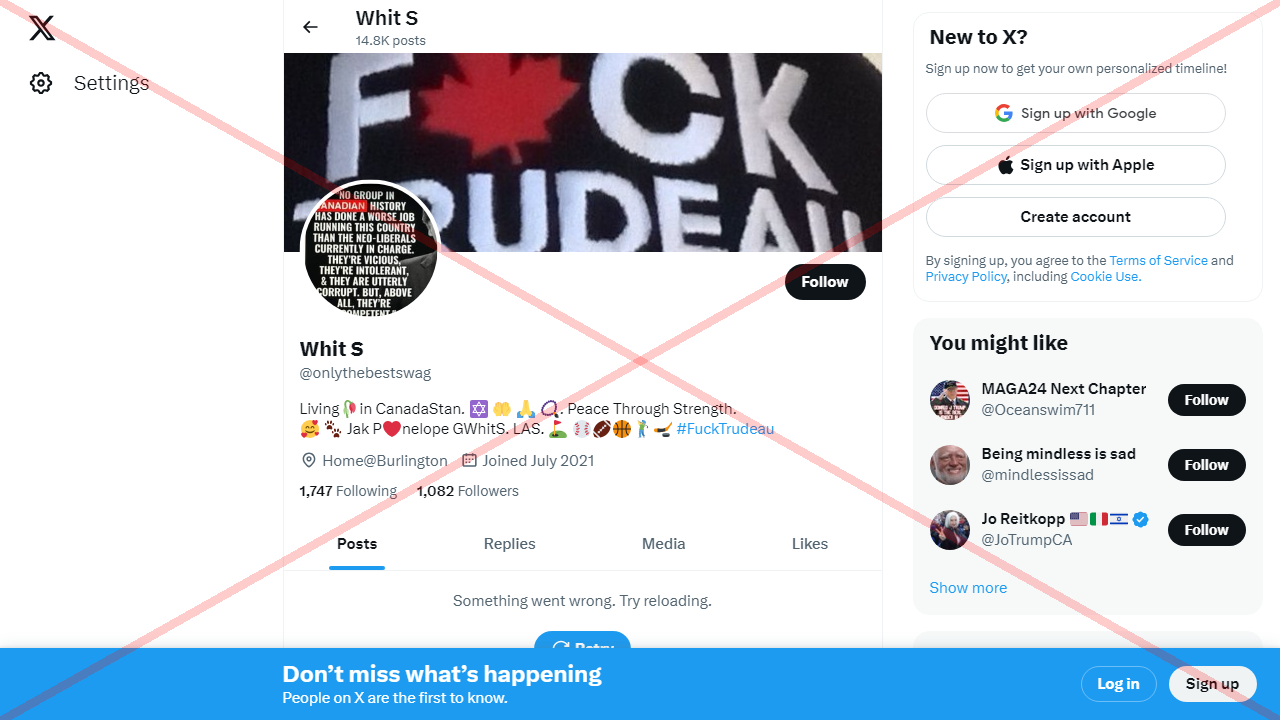 Whit S
14.8K posts
Settings
F CK
TRUDEAU
NO GROUP IN
CANADIAN HISTORY
HAS DONE A WORSE JOB
RUNNING THIS COUNTRY
THAN THE NEO-LIBERALS
CURRENTLY IN CHARGE.
THEY'RE VICIOUS,
THEY'RE INTOLERANT,
& THEY ARE UTTERLY
CORRUPT. BUT, ABOVE
ALL, THEY'RE
Follow
Whit S
@onlythebestswag
Living 🎋in CanadaStan. 🔯 🤲 🙏 📿. Peace Through Strength.
🥰 🐾 Jak P❤️nelope GWhitS. LAS. ⛳ ⚾🏈🏀🏌️ 🏒 #FuckTrudeau
Home@Burlington Joined July 2021
1,747 Following 1,082 Followers
Posts Replies Media Likes
Something went wrong. Try reloading.
Retry
New to X?
Sign up now to get your own personalized timeline!
Sign up with Google
Sign up with Apple
Create account
By signing up, you agree to the Terms of Service and
Privacy Policy, including Cookie Use.
You might like
MAGA24 Next Chapter
@Oceanswim711
Follow
Being mindless is sad
@mindlessissad
Follow
Jo Reitkopp 🇺🇸🇮🇹🇮🇱
@JoTrumpCA
Follow
Show more
Don't miss what's happening
People on X are the first to know.
Log in
Sign up